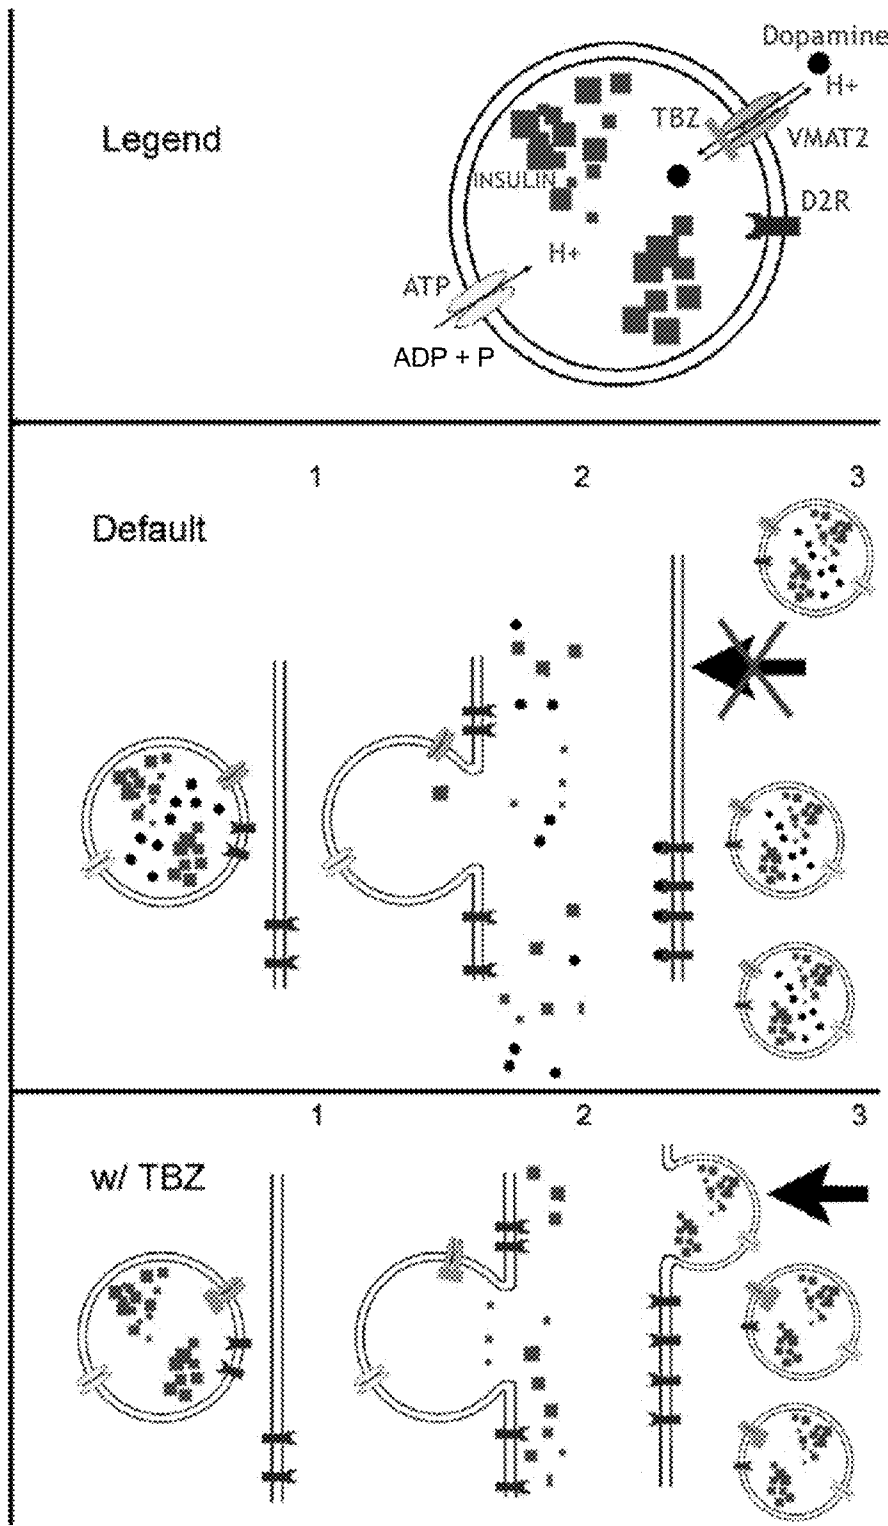 Dopamine
H+
TBZ
VMAT2
Legend
INSULIN
D2R
H+
ATP
ADP + P
1 2 3
Default
1 2 3
w/ TBZ